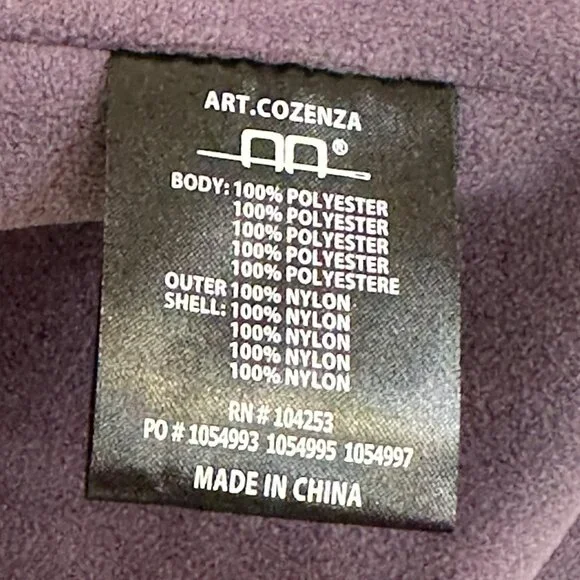 ART.COZENZA
AA®
BODY: 100% POLYESTER
100% POLYESTER
100% POLYESTER
100% POLYESTER
100% POLYESTERE
OUTER 100% NYLON
SHELL: 100% NYLON
100% NYLON
100% NYLON
100% NYLON
RN # 104253
PO # 1054993 1054995 1054997
MADE IN CHINA